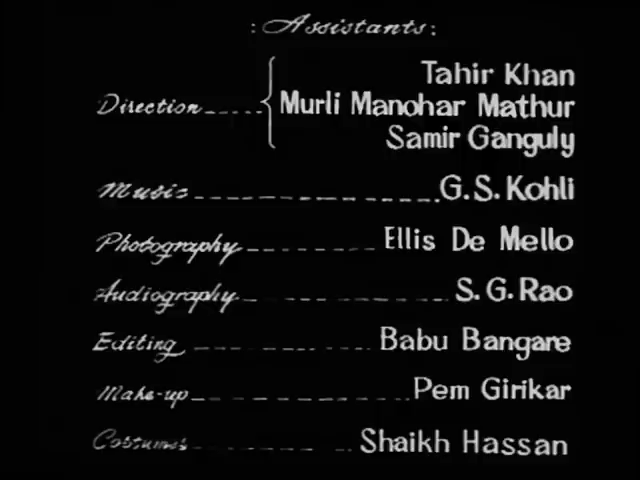 : Assistants :
Tahir Khan
Direction ..... Murli Manohar Mathur
Samir Ganguly
Music ..... G.S. Kohli
Photography ..... Ellis De Mello
Audiography ..... S. G. Rao
Editing ..... Babu Bangare
Make-up ..... Pem Girikar
Costumes ..... Shaikh Hassan